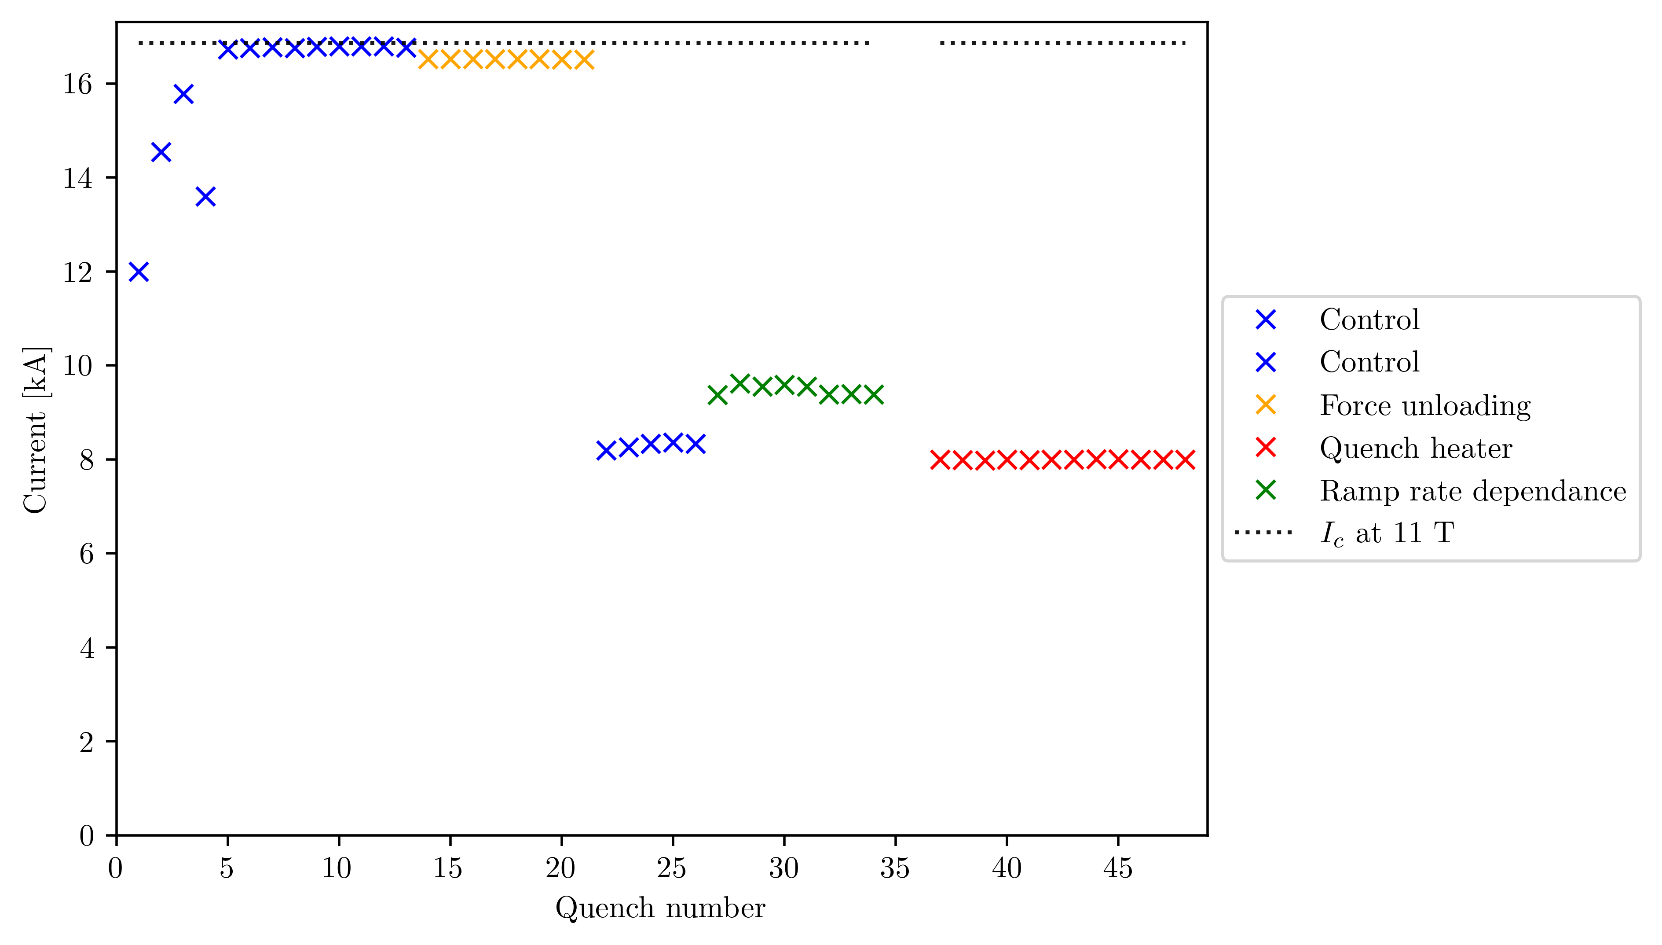 16
14
12
10
8
6
4
2
0
Current [kA]
0 5 10 15 20 25 30 35 40 45
Quench number
Control
Control
Force unloading
Quench heater
Ramp rate dependance
I_c at 11 T